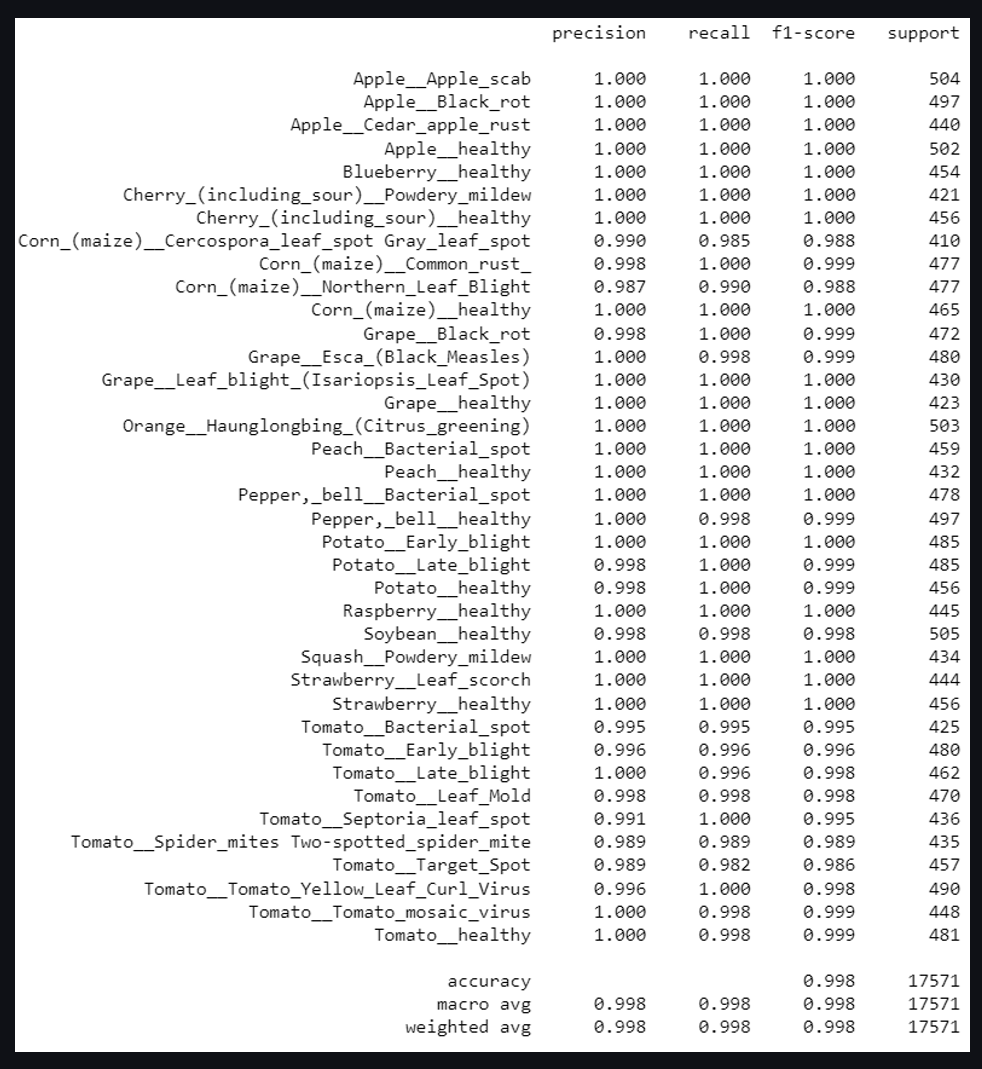 precision recall f1-score support
Apple__Apple_scab 1.000 1.000 1.000 504
Apple__Black_rot 1.000 1.000 1.000 497
Apple__Cedar_apple_rust 1.000 1.000 1.000 440
Apple__healthy 1.000 1.000 1.000 502
Blueberry__healthy 1.000 1.000 1.000 454
Cherry_(including_sour)__Powdery_mildew 1.000 1.000 1.000 421
Cherry_(including_sour)__healthy 1.000 1.000 1.000 456
Corn_(maize)__Cercospora_leaf_spot Gray_leaf_spot 0.990 0.985 0.988 410
Corn_(maize)__Common_rust_ 0.998 1.000 0.999 477
Corn_(maize)__Northern_Leaf_Blight 0.987 0.990 0.988 477
Corn_(maize)__healthy 1.000 1.000 1.000 465
Grape__Black_rot 0.998 1.000 0.999 472
Grape__Esca_(Black_Measles) 1.000 0.998 0.999 480
Grape__Leaf_blight_(Isariopsis_Leaf_Spot) 1.000 1.000 1.000 430
Grape__healthy 1.000 1.000 1.000 423
Orange__Haunglongbing_(Citrus_greening) 1.000 1.000 1.000 503
Peach__Bacterial_spot 1.000 1.000 1.000 459
Peach__healthy 1.000 1.000 1.000 432
Pepper,_bell__Bacterial_spot 1.000 1.000 1.000 478
Pepper,_bell__healthy 1.000 0.998 0.999 497
Potato__Early_blight 1.000 1.000 1.000 485
Potato__Late_blight 0.998 1.000 0.999 485
Potato__healthy 0.998 1.000 0.999 456
Raspberry__healthy 1.000 1.000 1.000 445
Soybean__healthy 0.998 0.998 0.998 505
Squash__Powdery_mildew 1.000 1.000 1.000 434
Strawberry__Leaf_scorch 1.000 1.000 1.000 444
Strawberry__healthy 1.000 1.000 1.000 456
Tomato__Bacterial_spot 0.995 0.995 0.995 425
Tomato__Early_blight 0.996 0.996 0.996 480
Tomato__Late_blight 1.000 0.996 0.998 462
Tomato__Leaf_Mold 0.998 0.998 0.998 470
Tomato__Septoria_leaf_spot 0.991 1.000 0.995 436
Tomato__Spider_mites Two-spotted_spider_mite 0.989 0.989 0.989 435
Tomato__Target_Spot 0.989 0.982 0.986 457
Tomato__Tomato_Yellow_Leaf_Curl_Virus 0.996 1.000 0.998 490
Tomato__Tomato_mosaic_virus 1.000 0.998 0.999 448
Tomato__healthy 1.000 0.998 0.999 481
accuracy 0.998 17571
macro avg 0.998 0.998 0.998 17571
weighted avg 0.998 0.998 0.998 17571